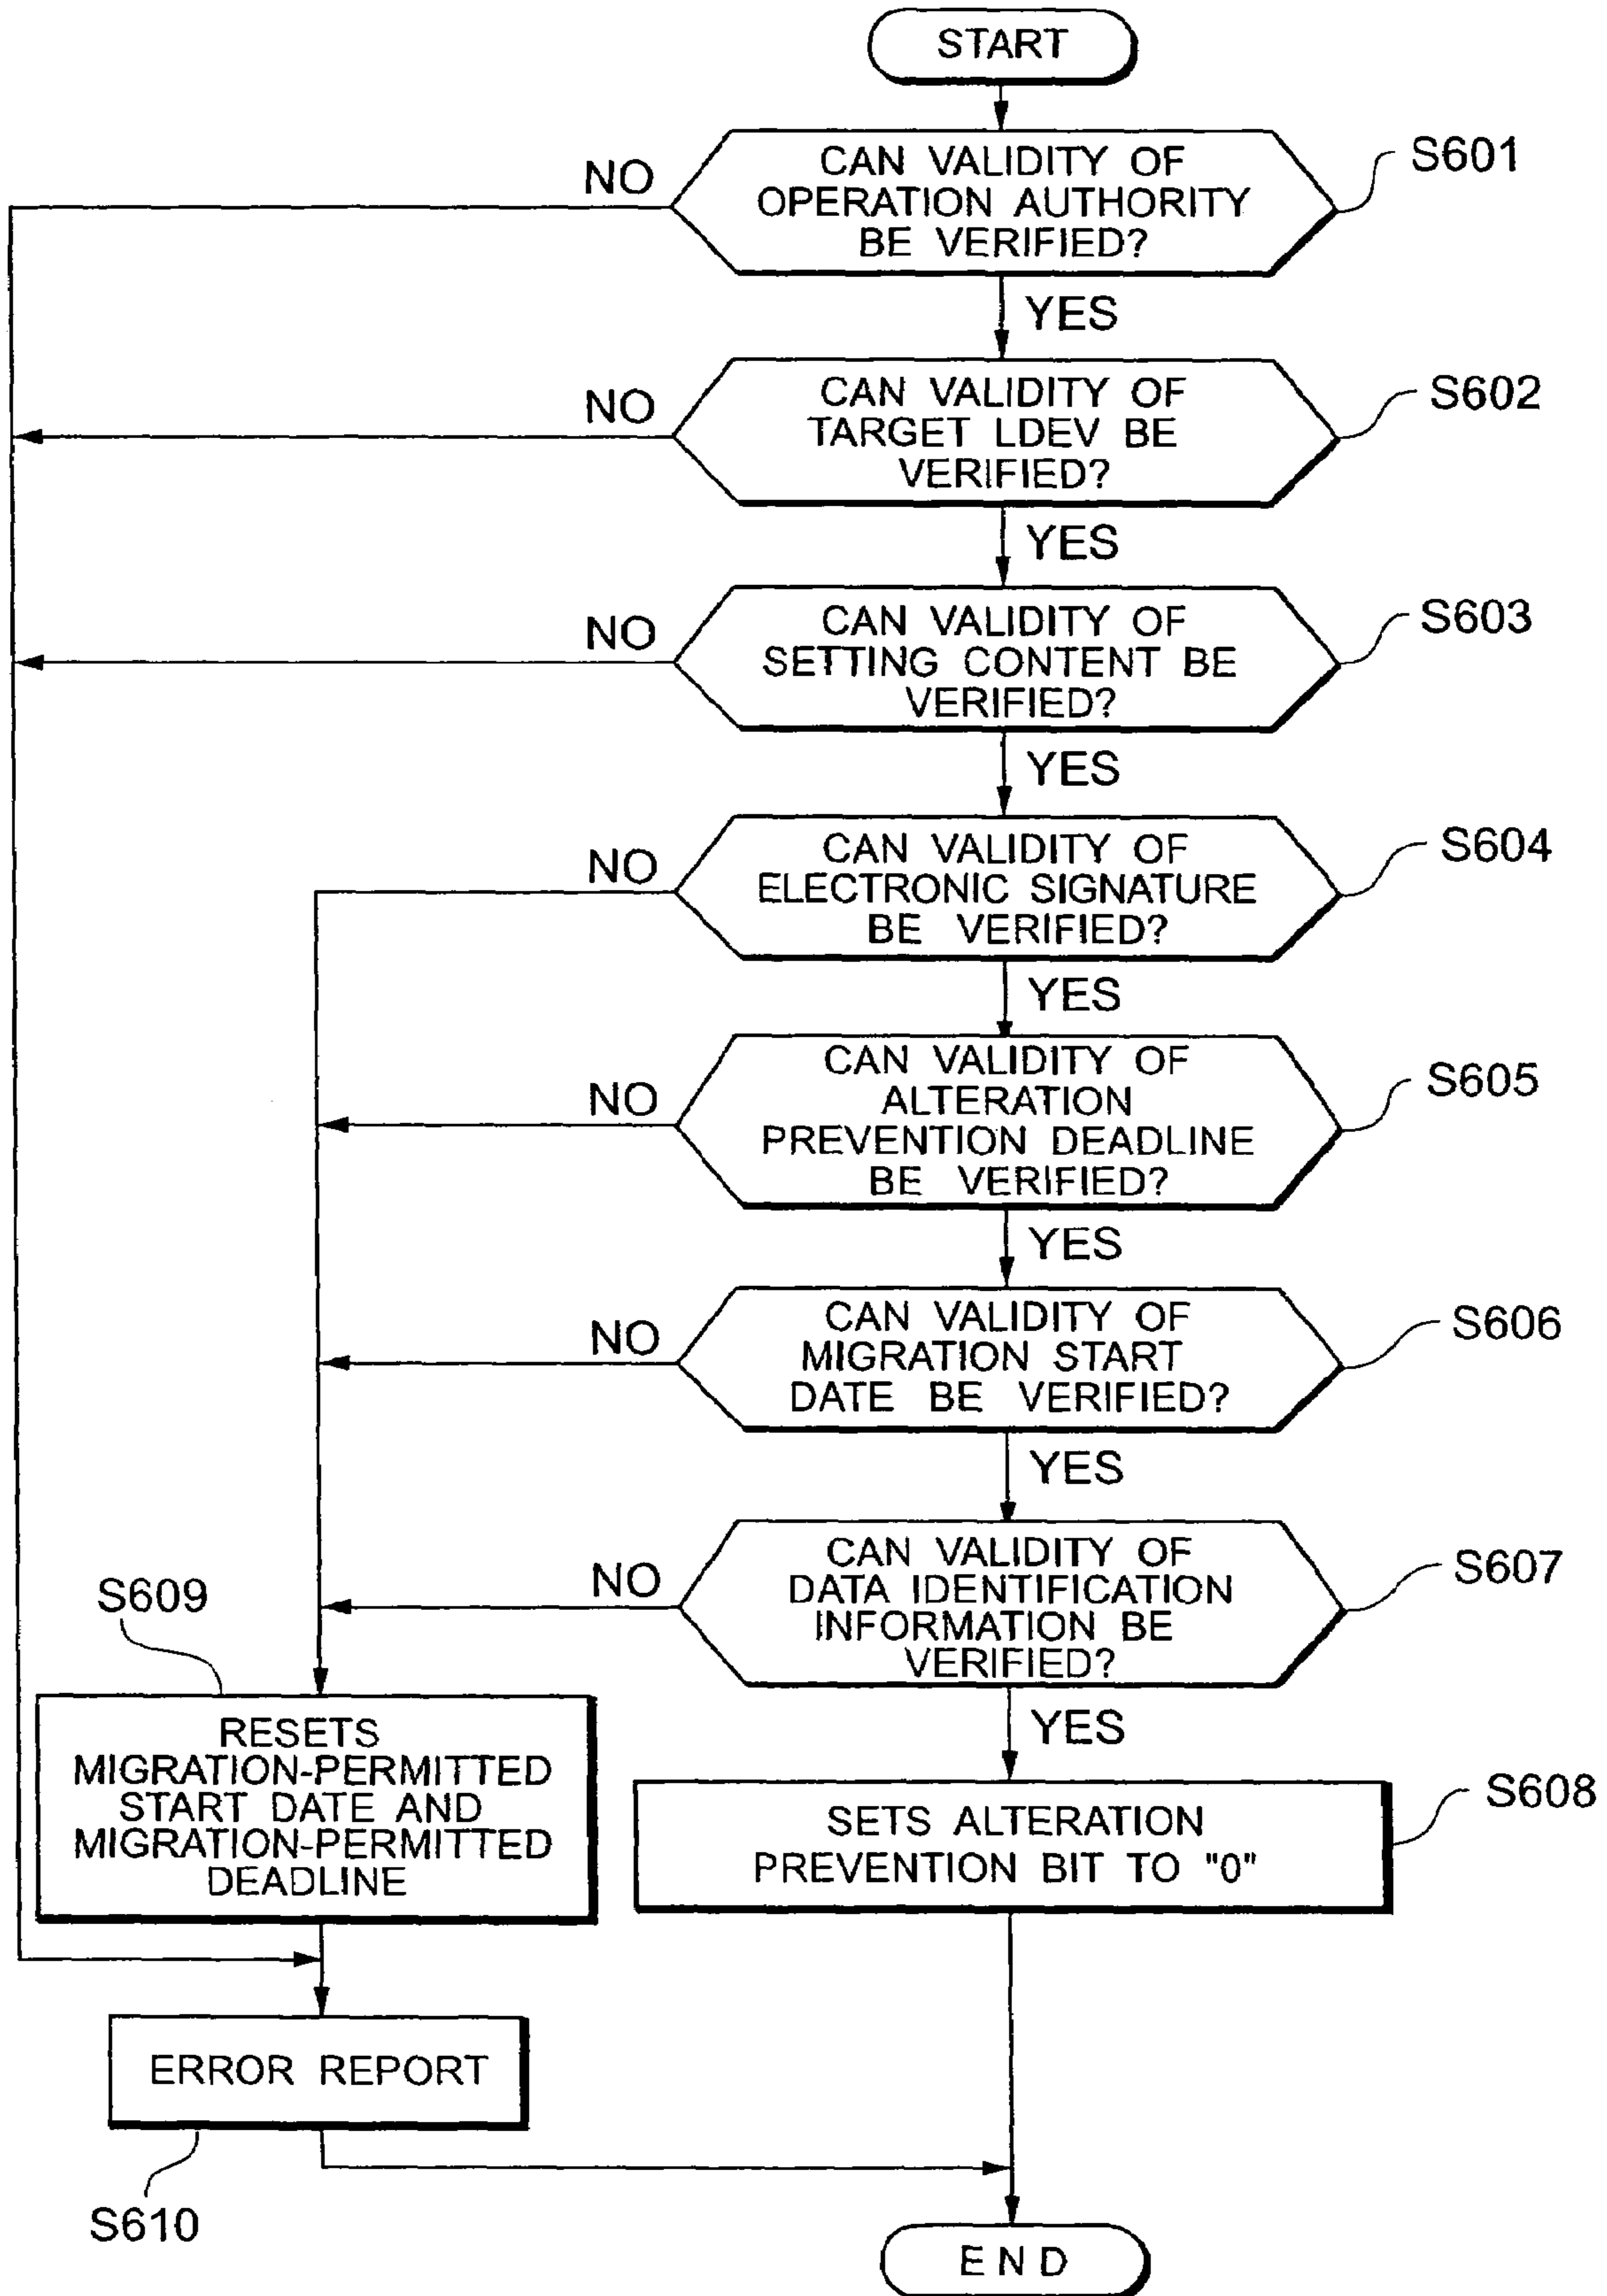 START
CAN VALIDITY OF
OPERATION AUTHORITY
BE VERIFIED?
S601
NO
YES
CAN VALIDITY OF
TARGET LDEV BE
VERIFIED?
S602
NO
YES
CAN VALIDITY OF
SETTING CONTENT BE
VERIFIED?
S603
NO
YES
CAN VALIDITY OF
ELECTRONIC SIGNATURE
BE VERIFIED?
S604
NO
YES
CAN VALIDITY OF
ALTERATION
PREVENTION DEADLINE
BE VERIFIED?
S605
NO
YES
CAN VALIDITY OF
MIGRATION START
DATE BE VERIFIED?
S606
NO
YES
CAN VALIDITY OF
DATA IDENTIFICATION
INFORMATION BE
VERIFIED?
S607
NO
YES
S609
RESETS
MIGRATION-PERMITTED
START DATE AND
MIGRATION-PERMITTED
DEADLINE
SETS ALTERATION
PREVENTION BIT TO "0"
S608
ERROR REPORT
S610
END